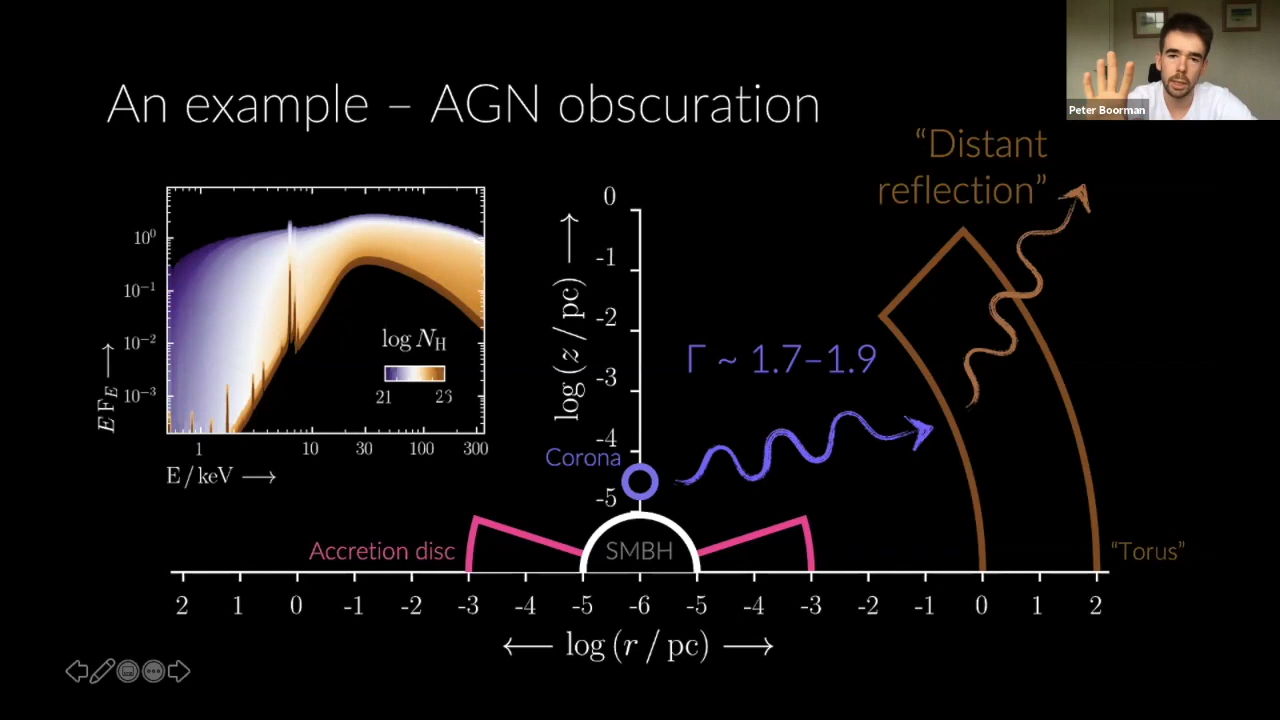 Peter Boorman
An example – AGN obscuration
“Distant
reflection”
10⁰
10⁻¹
10⁻²
10⁻³
E F_E ⟶
log N_H
21 23
1 10 30 100 300
E / keV ⟶
log (z / pc) ⟶
0
-1
-2
-3
-4
-5
Γ ~ 1.7–1.9
Corona
Accretion disc
SMBH
“Torus”
2 1 0 -1 -2 -3 -4 -5 -6 -5 -4 -3 -2 -1 0 1 2
⟵ log (r / pc) ⟶